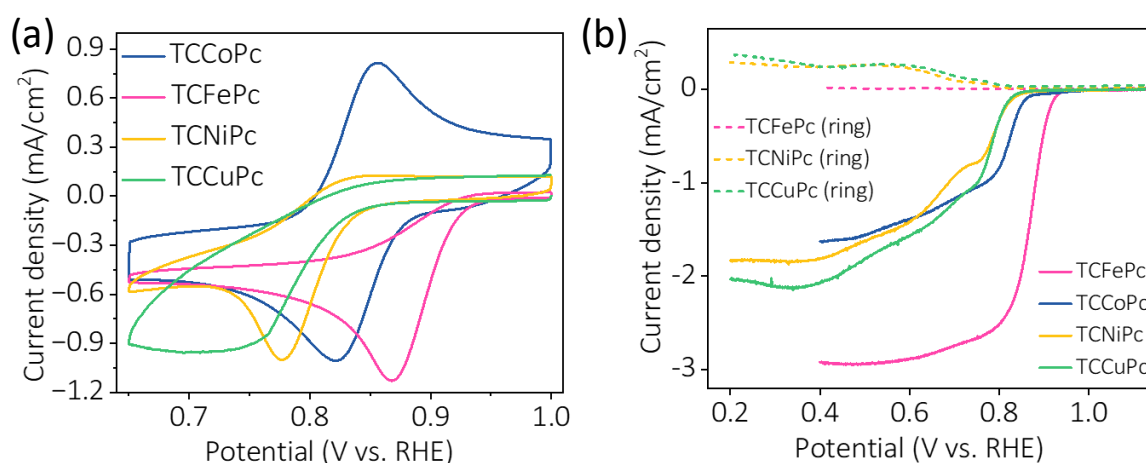 (a)
TCCoPc
TCFePc
TCNiPc
TCCuPc
0.9
0.6
0.3
0.0
−0.3
−0.6
−0.9
−1.2
Current density (mA/cm²)
0.7
0.8
0.9
1.0
Potential (V vs. RHE)
(b)
0
-1
-2
-3
Current density (mA/cm²)
TCFePc (ring)
TCNiPc (ring)
TCCuPc (ring)
TCFePc
TCCoPc
TCNiPc
TCCuPc
0.2
0.4
0.6
0.8
1.0
Potential (V vs. RHE)